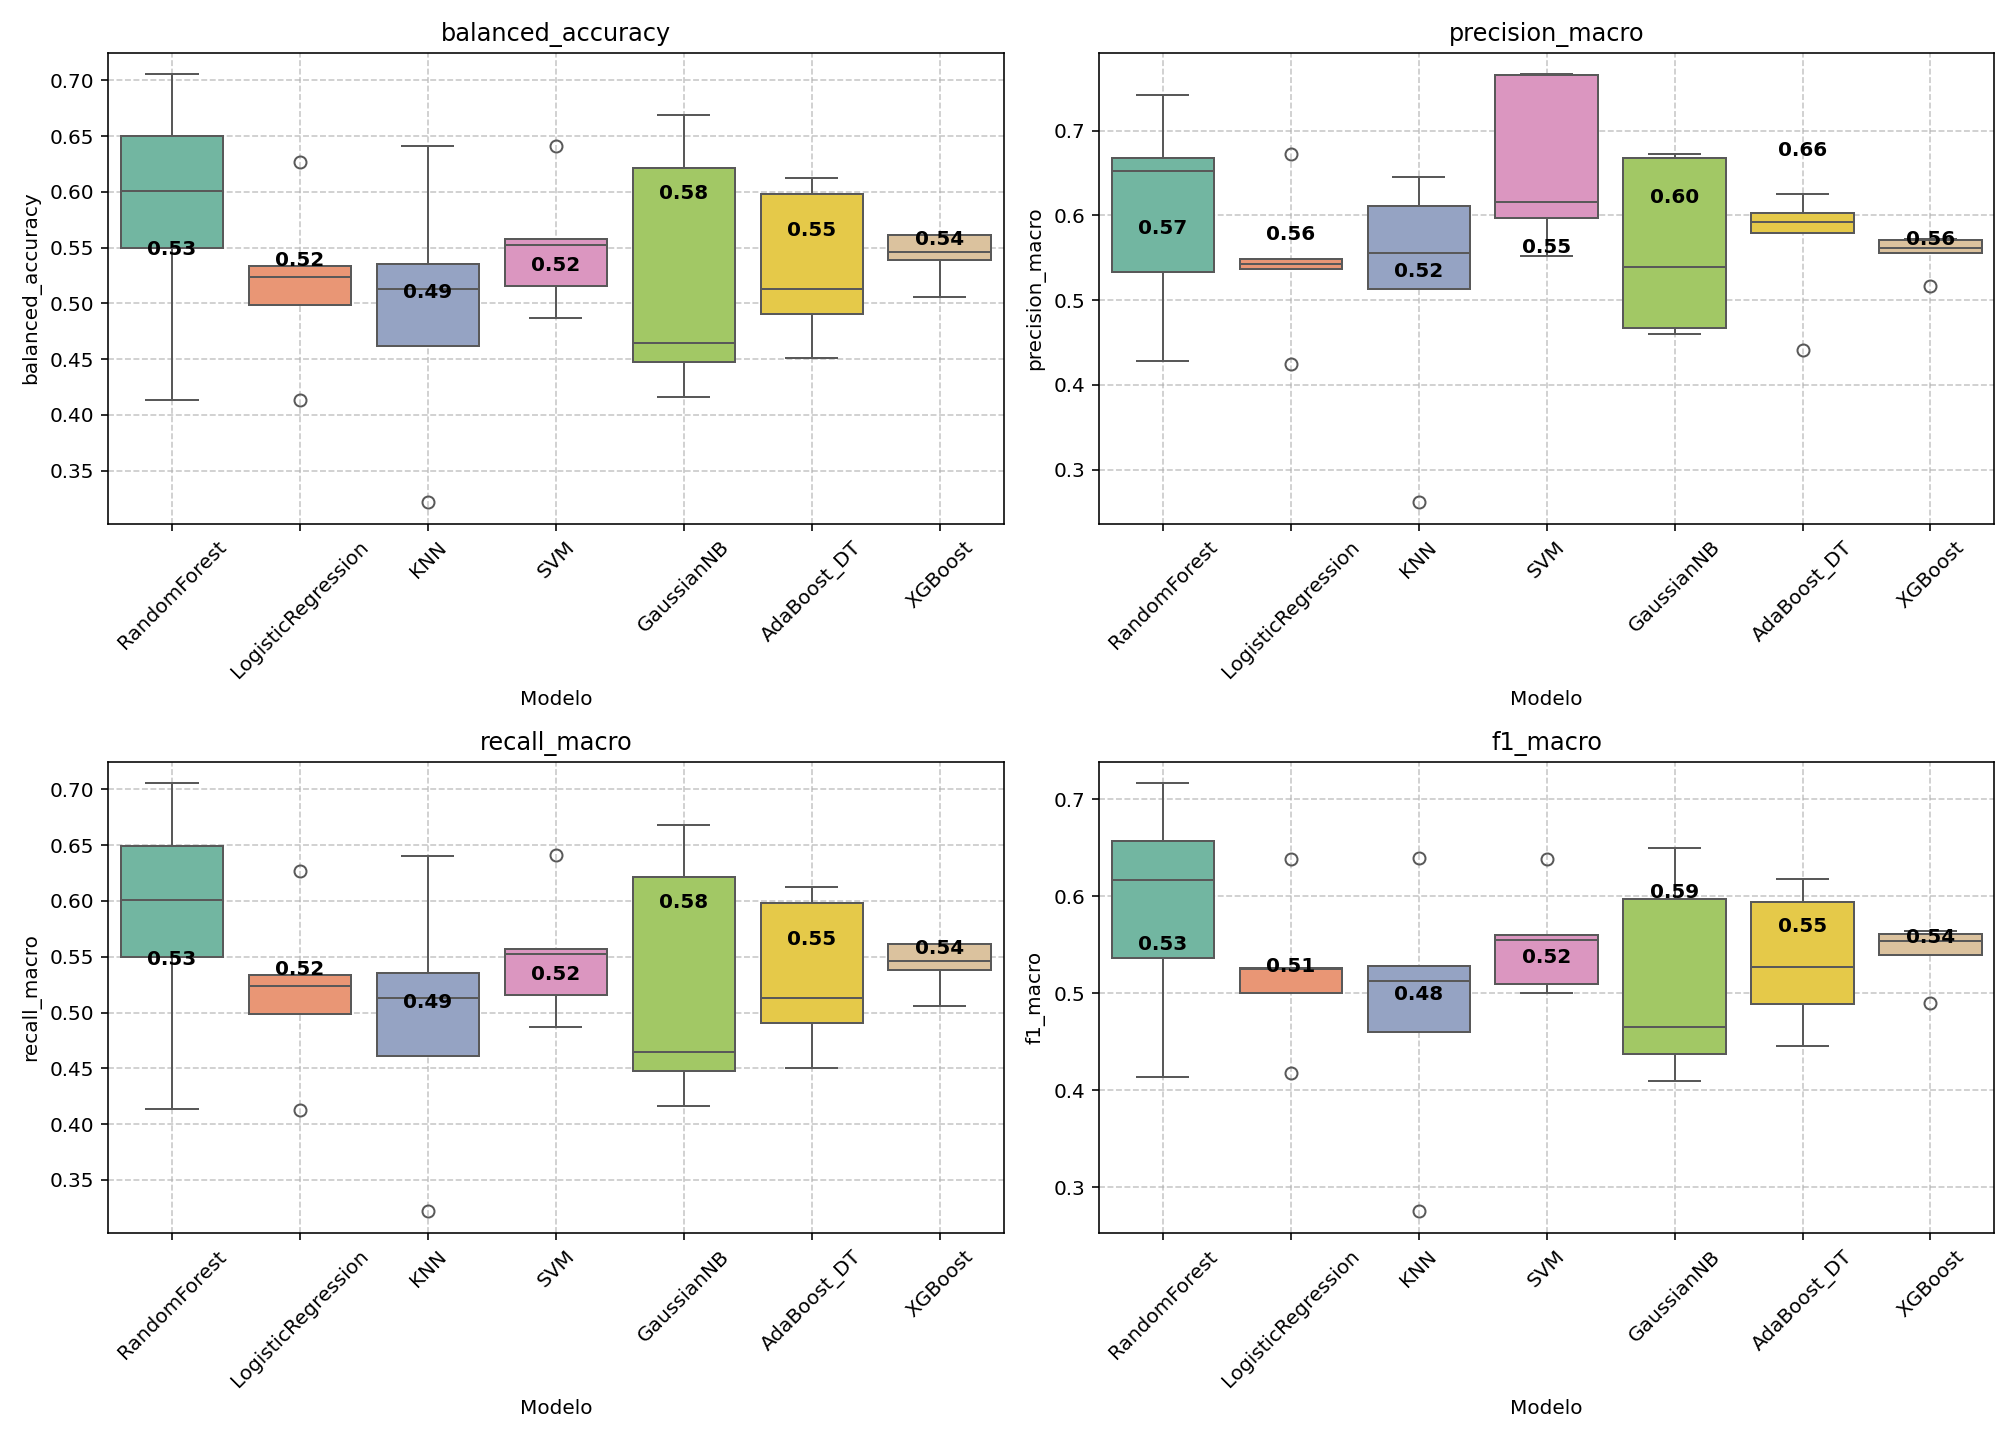 balanced_accuracy
balanced_accuracy
0.70
0.65
0.60
0.55
0.50
0.45
0.40
0.35
0.53
0.52
0.49
0.52
0.58
0.55
0.54
RandomForest
LogisticRegression
KNN
SVM
GaussianNB
AdaBoost_DT
XGBoost
Modelo
precision_macro
precision_macro
0.7
0.6
0.5
0.4
0.3
0.57
0.56
0.52
0.55
0.60
0.66
0.56
RandomForest
LogisticRegression
KNN
SVM
GaussianNB
AdaBoost_DT
XGBoost
Modelo
recall_macro
recall_macro
0.70
0.65
0.60
0.55
0.50
0.45
0.40
0.35
0.53
0.52
0.49
0.52
0.58
0.55
0.54
RandomForest
LogisticRegression
KNN
SVM
GaussianNB
AdaBoost_DT
XGBoost
Modelo
f1_macro
f1_macro
0.7
0.6
0.5
0.4
0.3
0.53
0.51
0.48
0.52
0.59
0.55
0.54
RandomForest
LogisticRegression
KNN
SVM
GaussianNB
AdaBoost_DT
XGBoost
Modelo